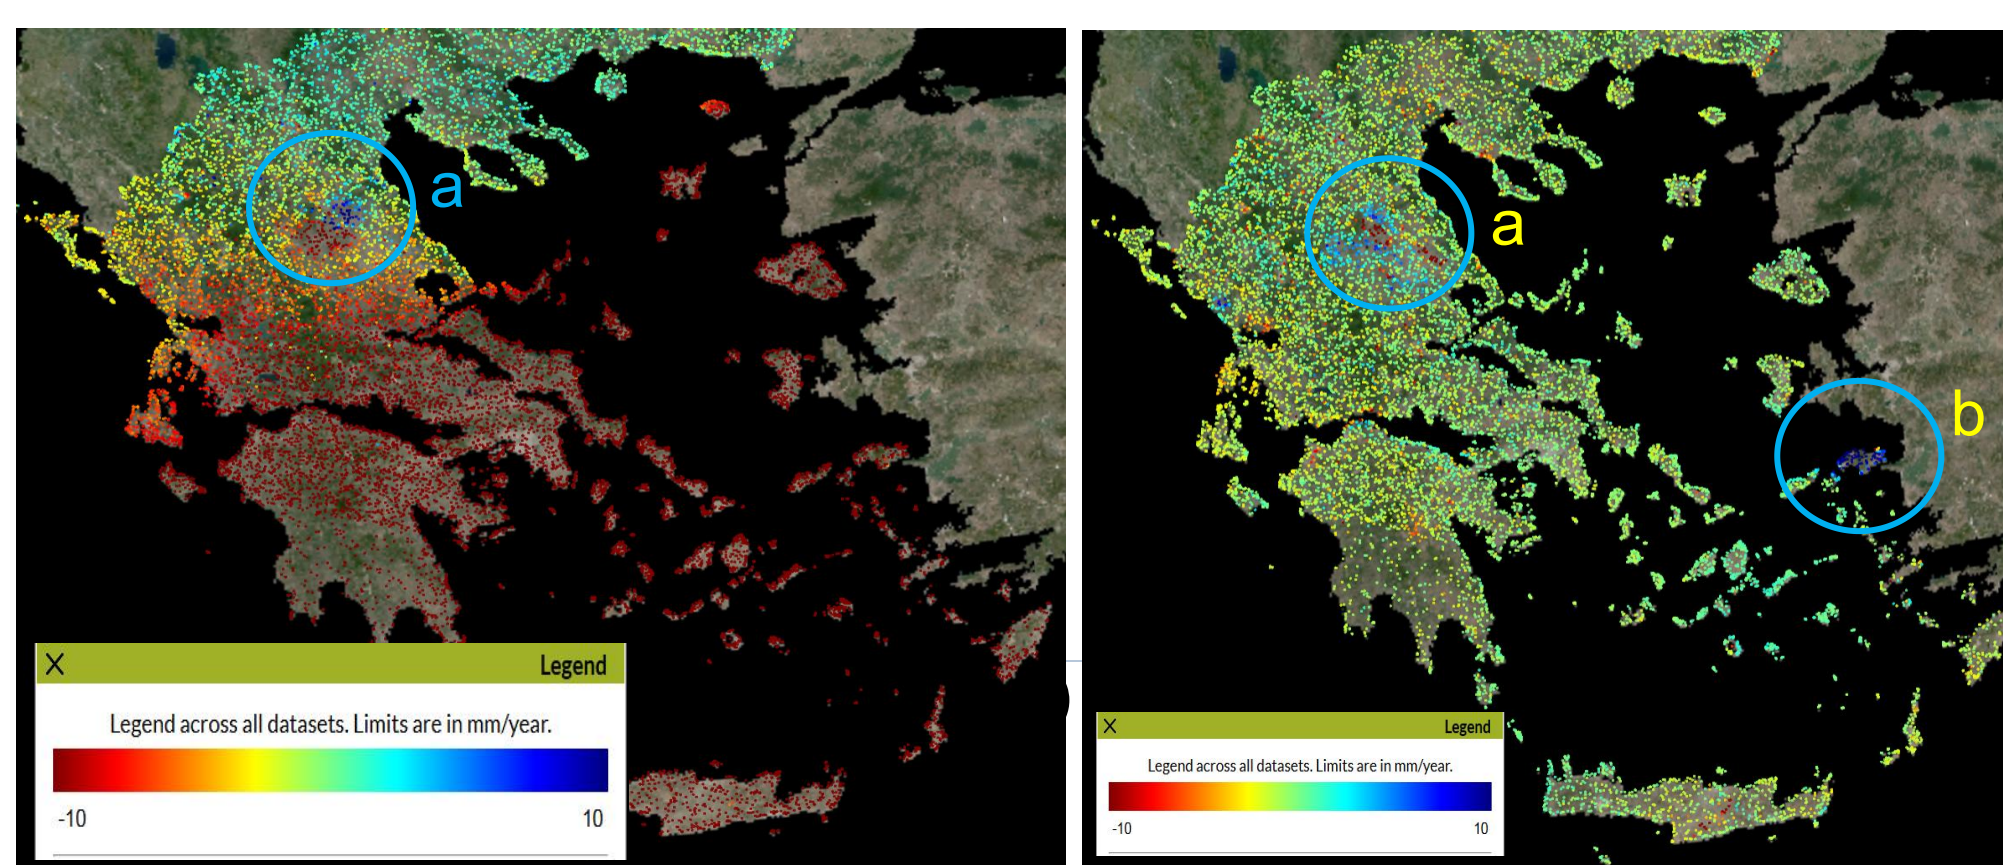 a
X Legend
Legend across all datasets. Limits are in mm/year.
-10 10
a
b
X Legend
Legend across all datasets. Limits are in mm/year.
-10 10